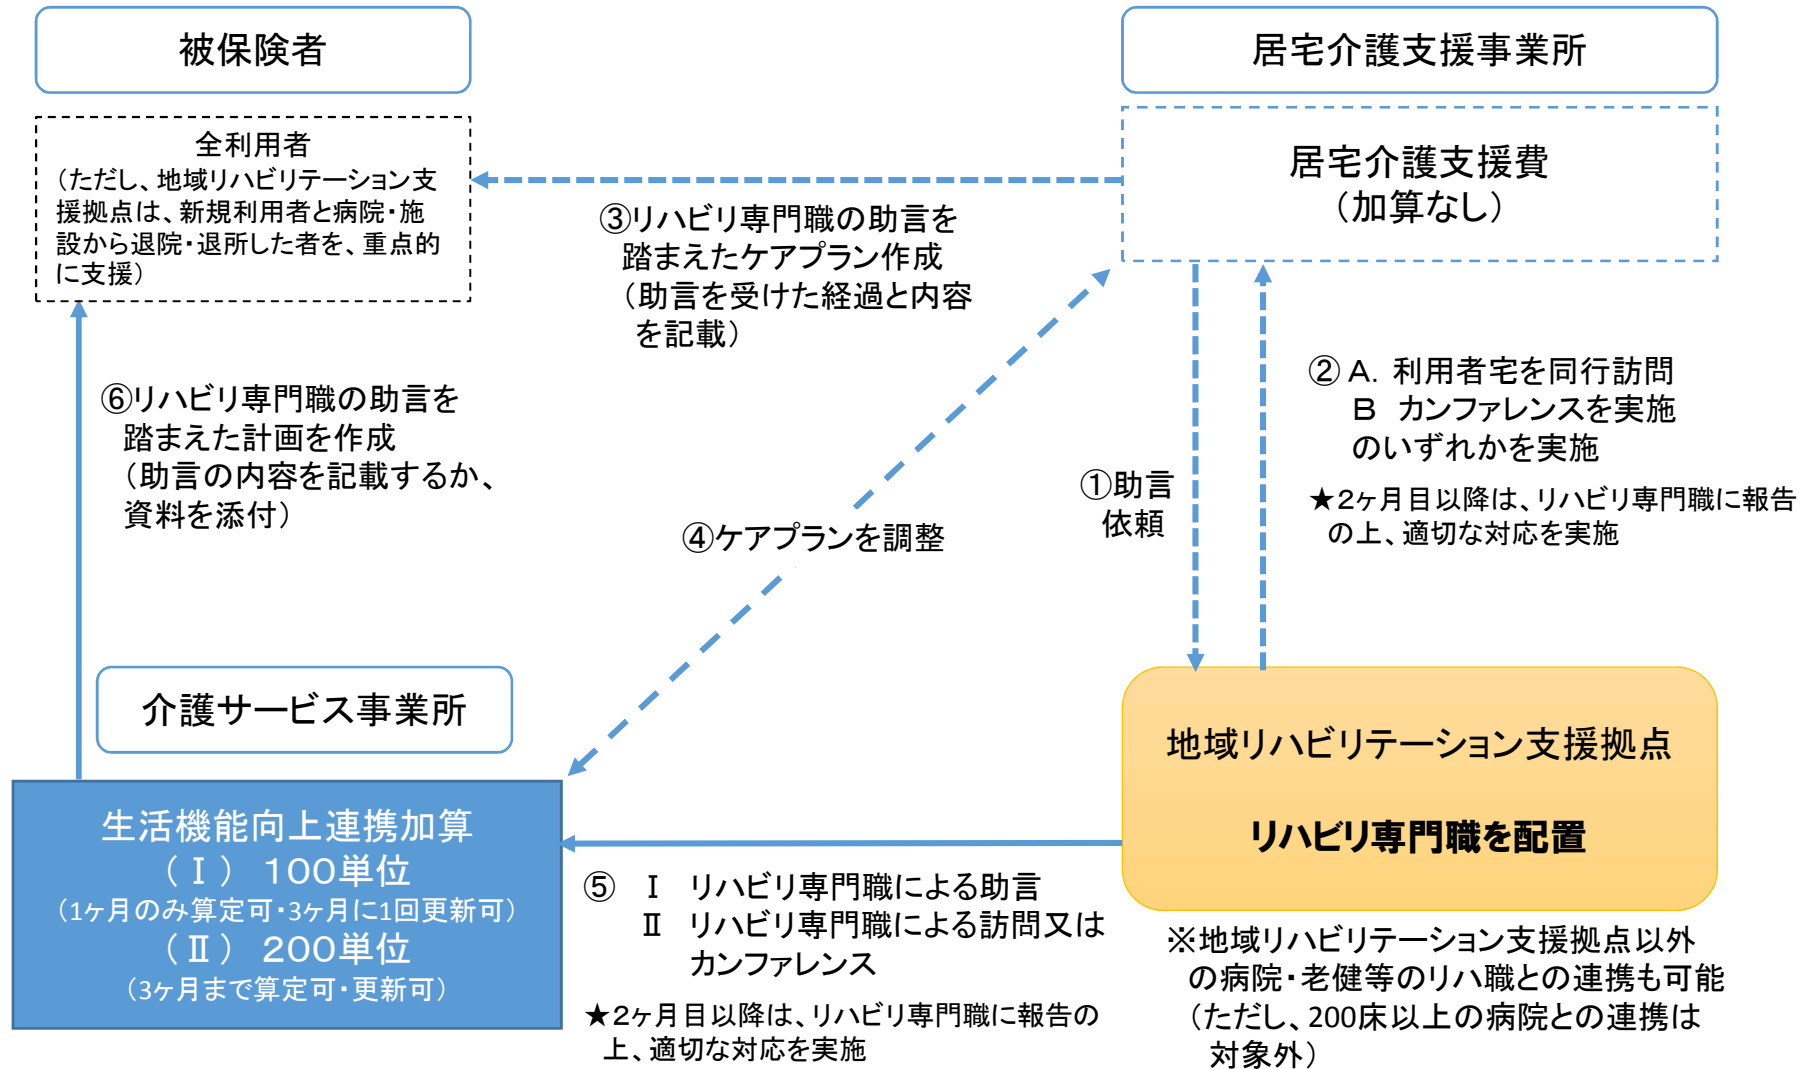 被保険者
居宅介護支援事業所
全利用者
（ただし、地域リハビリテーション支
援拠点は、新規利用者と病院・施
設から退院・退所した者を、重点的
に支援）
居宅介護支援費
（加算なし）
③リハビリ専門職の助言を
踏まえたケアプラン作成
（助言を受けた経過と内容
を記載）
② A. 利用者宅を同行訪問
B カンファレンスを実施
のいずれかを実施
★2ヶ月目以降は、リハビリ専門職に報告
の上、適切な対応を実施
⑥リハビリ専門職の助言を
踏まえた計画を作成
（助言の内容を記載するか、
資料を添付）
①助言
依頼
④ケアプランを調整
介護サービス事業所
地域リハビリテーション支援拠点
リハビリ専門職を配置
生活機能向上連携加算
（Ⅰ） 100単位
（1ヶ月のみ算定可・3ヶ月に1回更新可）
（Ⅱ） 200単位
（3ヶ月まで算定可・更新可）
⑤ Ⅰ リハビリ専門職による助言
Ⅱ リハビリ専門職による訪問又は
カンファレンス
★2ヶ月目以降は、リハビリ専門職に報告の
上、適切な対応を実施
※地域リハビリテーション支援拠点以外
の病院・老健等のリハ職との連携も可能
（ただし、200床以上の病院との連携は
対象外）